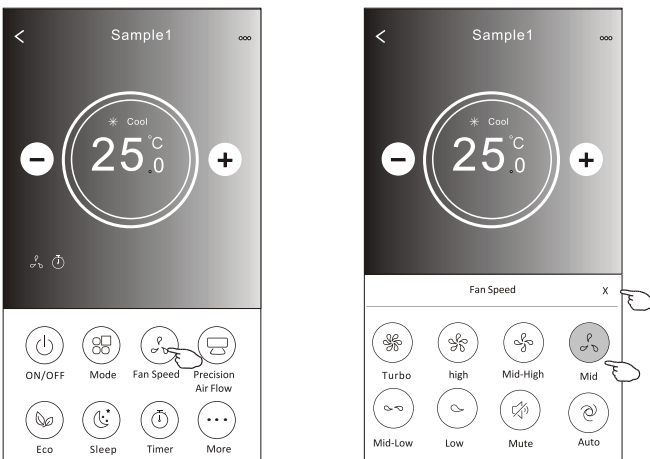 Sample1
Cool
25.0°C
ON/OFF
Mode
Fan Speed
Precision
Air Flow
Eco
Sleep
Timer
More
Sample1
Cool
25.0°C
Fan Speed
X
Turbo
high
Mid-High
Mid
Mid-Low
Low
Mute
Auto